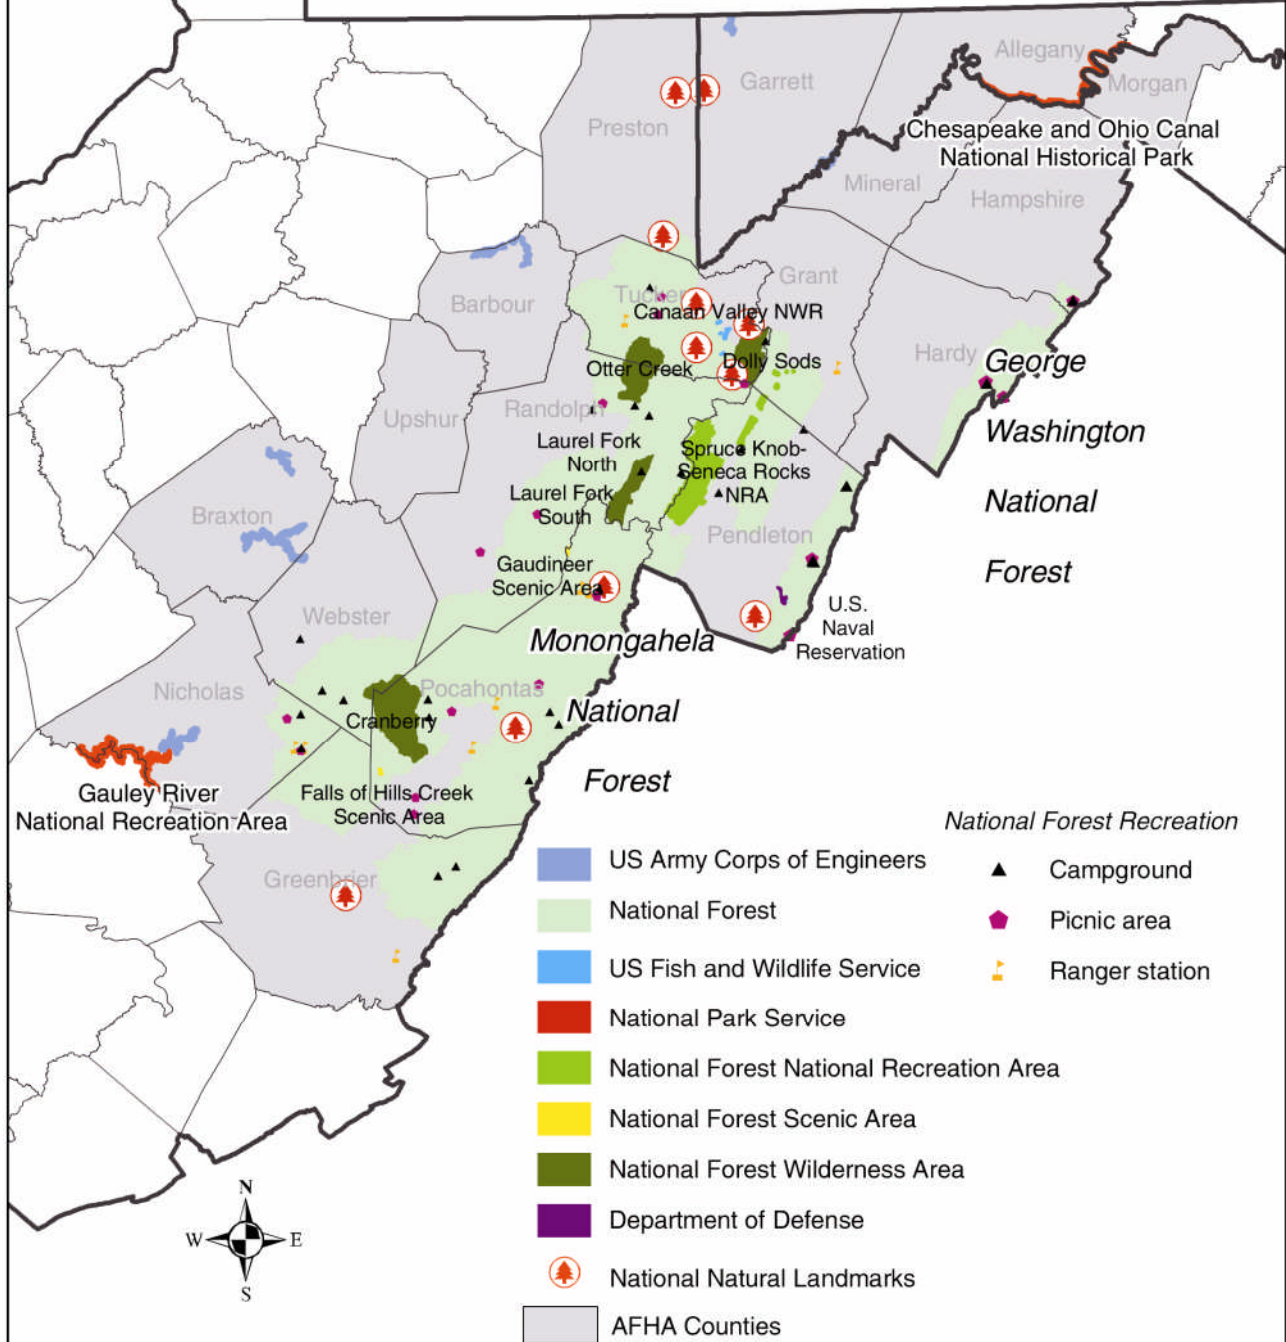 Allegany
Garrett
Morgan
Preston
Chesapeake and Ohio Canal
National Historical Park
Mineral
Hampshire
Grant
Tucker
Barbour
Canaan Valley NWR
Hardy
George
Dolly Sods
Otter Creek
Randolph
Upshur
Washington
Laurel Fork
North
Spruce Knob-
Seneca Rocks
NRA
Laurel Fork
South
National
Braxton
Pendleton
Gaudineer
Scenic Area
Forest
Webster
U.S.
Naval
Reservation
Monongahela
Nicholas
Pocahontas
National
Cranberry
Forest
Gauley River
National Recreation Area
Falls of Hills Creek
Scenic Area
Greenbrier
US Army Corps of Engineers
National Forest
US Fish and Wildlife Service
National Park Service
National Forest National Recreation Area
National Forest Scenic Area
National Forest Wilderness Area
Department of Defense
National Natural Landmarks
AFHA Counties
National Forest Recreation
Campground
Picnic area
Ranger station
N
W E
S